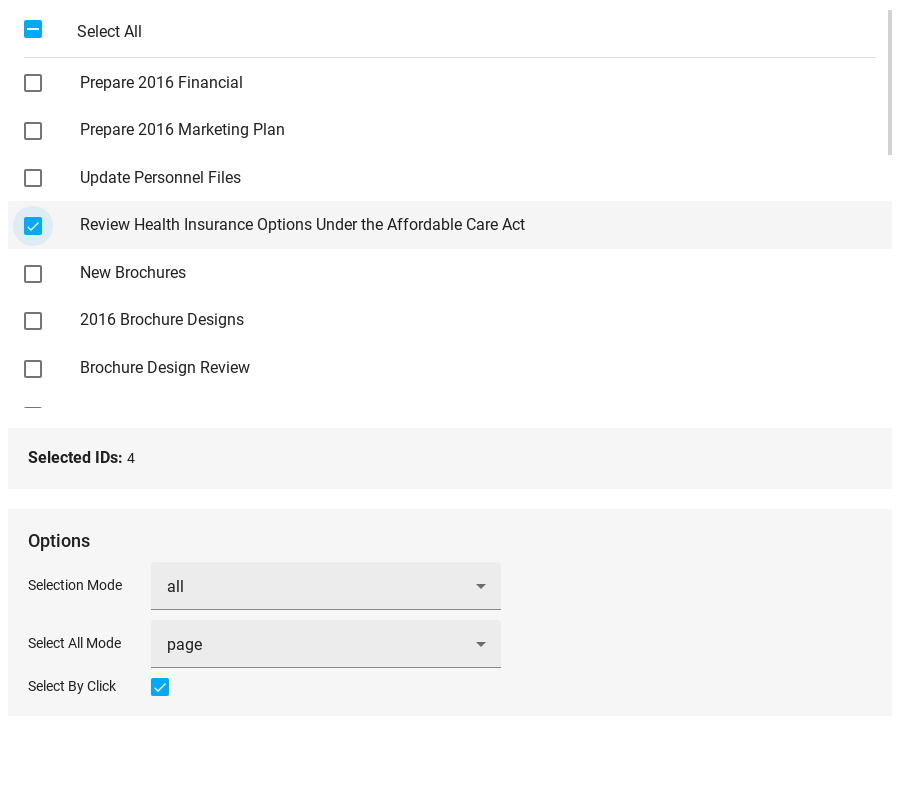 Select All
Prepare 2016 Financial
Prepare 2016 Marketing Plan
Update Personnel Files
Review Health Insurance Options Under the Affordable Care Act
New Brochures
2016 Brochure Designs
Brochure Design Review
Selected IDs: 4
Options
Selection Mode all
Select All Mode page
Select By Click